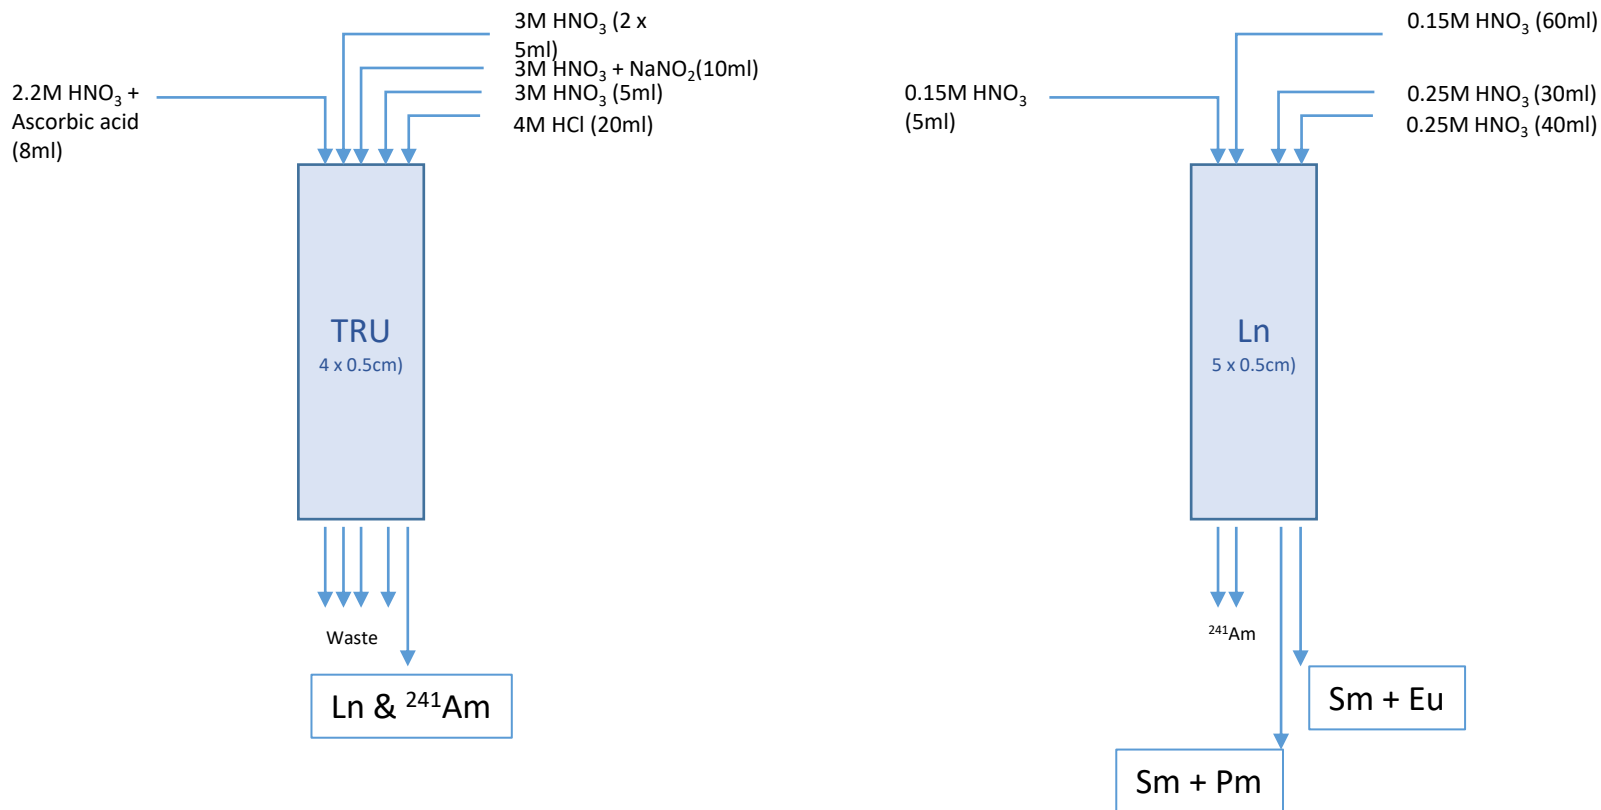 3M HNO₃ (2 x
5ml)
3M HNO₃ + NaNO₂(10ml)
3M HNO₃ (5ml)
4M HCl (20ml)
2.2M HNO₃ +
Ascorbic acid
(8ml)
TRU
4 x 0.5cm)
Waste
Ln & ²⁴¹Am
0.15M HNO₃ (60ml)
0.15M HNO₃
(5ml)
0.25M HNO₃ (30ml)
0.25M HNO₃ (40ml)
Ln
5 x 0.5cm)
²⁴¹Am
Sm + Eu
Sm + Pm